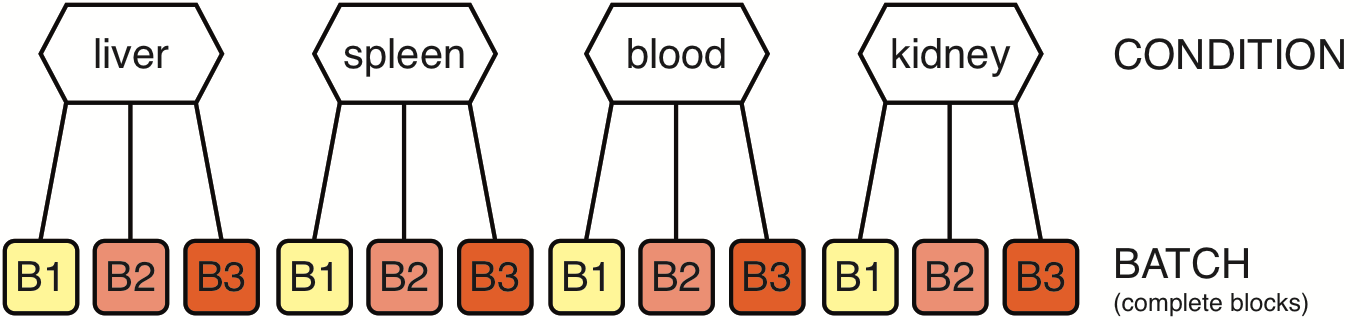 liver spleen blood kidney CONDITION
B1 B2 B3 B1 B2 B3 B1 B2 B3 B1 B2 B3 BATCH
(complete blocks)